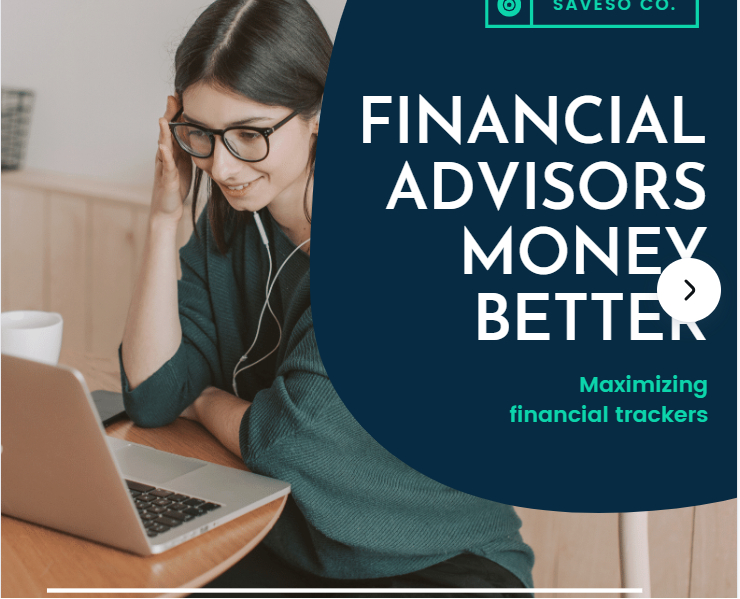 SAVESO CO.
FINANCIAL
ADVISORS
MONEY
BETTER
Maximizing
financial trackers